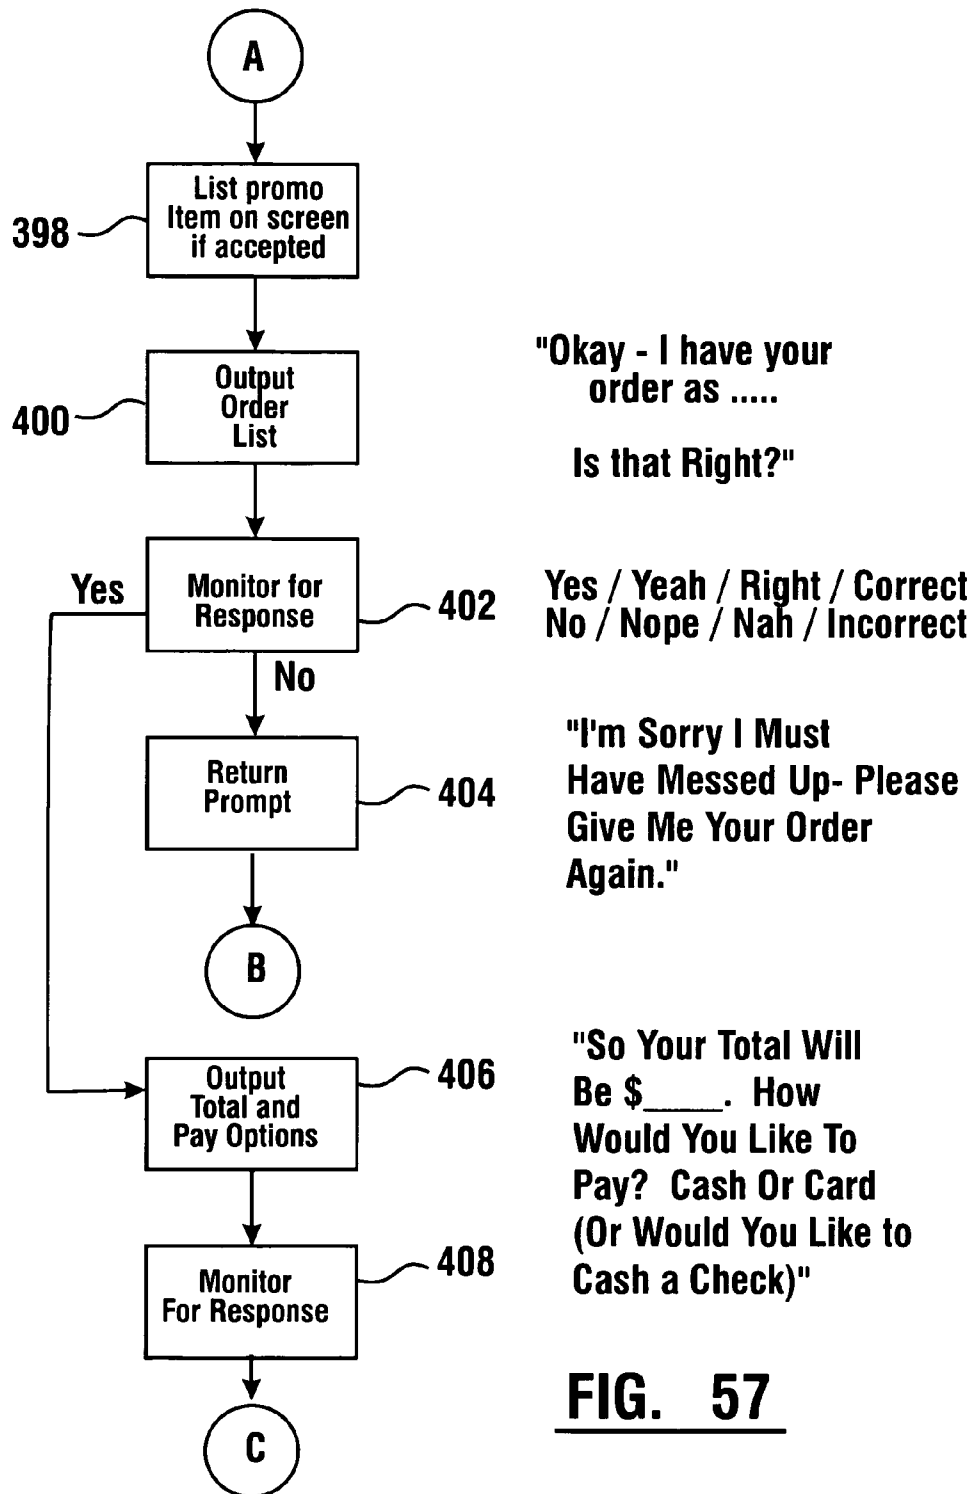 A
List promo
Item on screen
if accepted
398
Output
Order
List
400
"Okay - I have your
order as .....
Is that Right?"
Yes
Monitor for
Response
402
Yes / Yeah / Right / Correct
No / Nope / Nah / Incorrect
No
Return
Prompt
404
"I'm Sorry I Must
Have Messed Up- Please
Give Me Your Order
Again."
B
Output
Total and
Pay Options
406
"So Your Total Will
Be $____. How
Would You Like To
Pay? Cash Or Card
(Or Would You Like to
Cash a Check)"
Monitor
For Response
408
C
FIG. 57